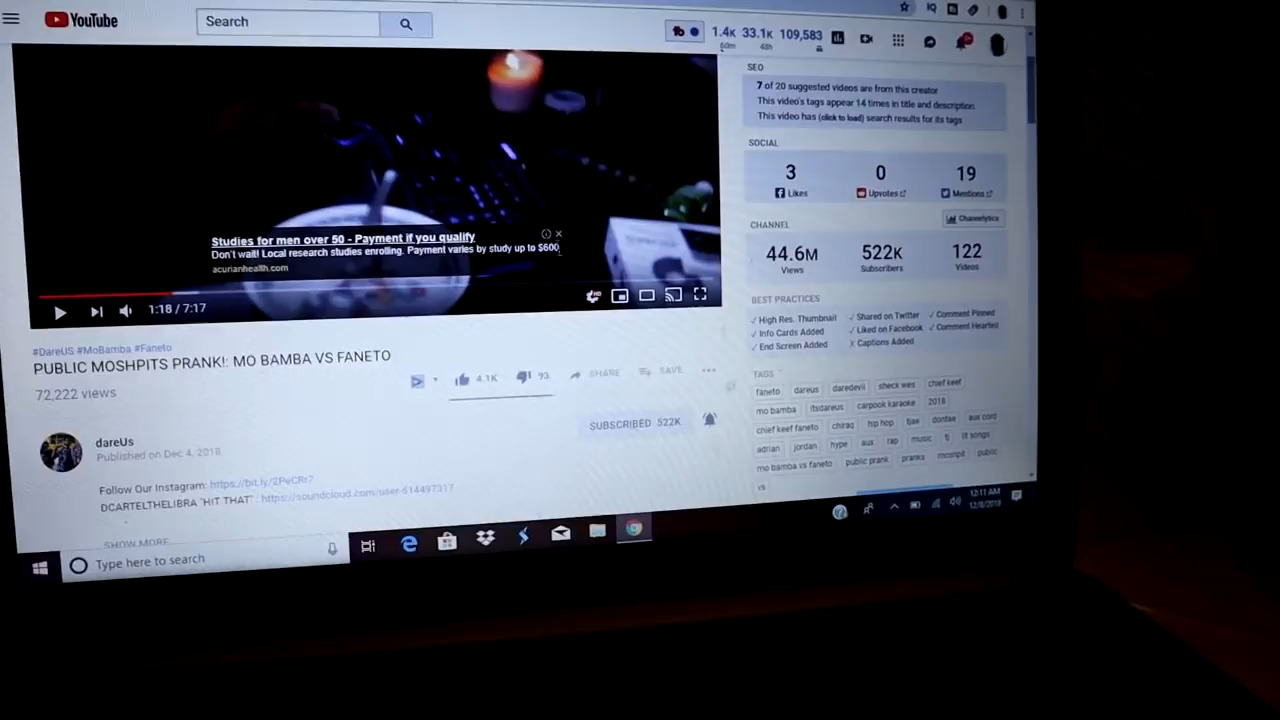 YouTube
Search
1.4K 33.1K 109,583
60m 48h
Studies for men over 50 - Payment if you qualify
Don't wait! Local research studies enrolling. Payment varies by study up to $600.
acurianhealth.com
1:18 / 7:17
#DareUS #MoBamba #Faneto
PUBLIC MOSHPITS PRANK!: MO BAMBA VS FANETO
72,222 views
4.1K 93 SHARE SAVE
SUBSCRIBED 522K
dareUs
Published on Dec 4, 2018
Follow Our Instagram: https://bit.ly/2PeCRr7
DCARTELTHELIBRA "HIT THAT" : https://soundcloud.com/user-614497317
SHOW MORE
SEO
7 of 20 suggested videos are from this creator
This video's tags appear 14 times in title and description
This video has (click to load) search results for its tags
SOCIAL
3 0 19
Likes Upvotes Mentions
Channelytics
CHANNEL
44.6M 522K 122
Views Subscribers Videos
BEST PRACTICES
✓ High Res. Thumbnail ✓ Shared on Twitter ✓ Comment Pinned
✓ Info Cards Added ✓ Liked on Facebook ✓ Comment Hearted
✓ End Screen Added X Captions Added
TAGS
faneto dareus daredevil sheck wes chief keef
mo bamba itsdareus carpook karaoke 2018
chief keef faneto chiraq hip hop tjae dontae aux cord
adrian jordan hype aux rap music tj lit songs
mo bamba vs faneto public prank pranks moshpit public
vs
Type here to search
12:11 AM
12/8/2018